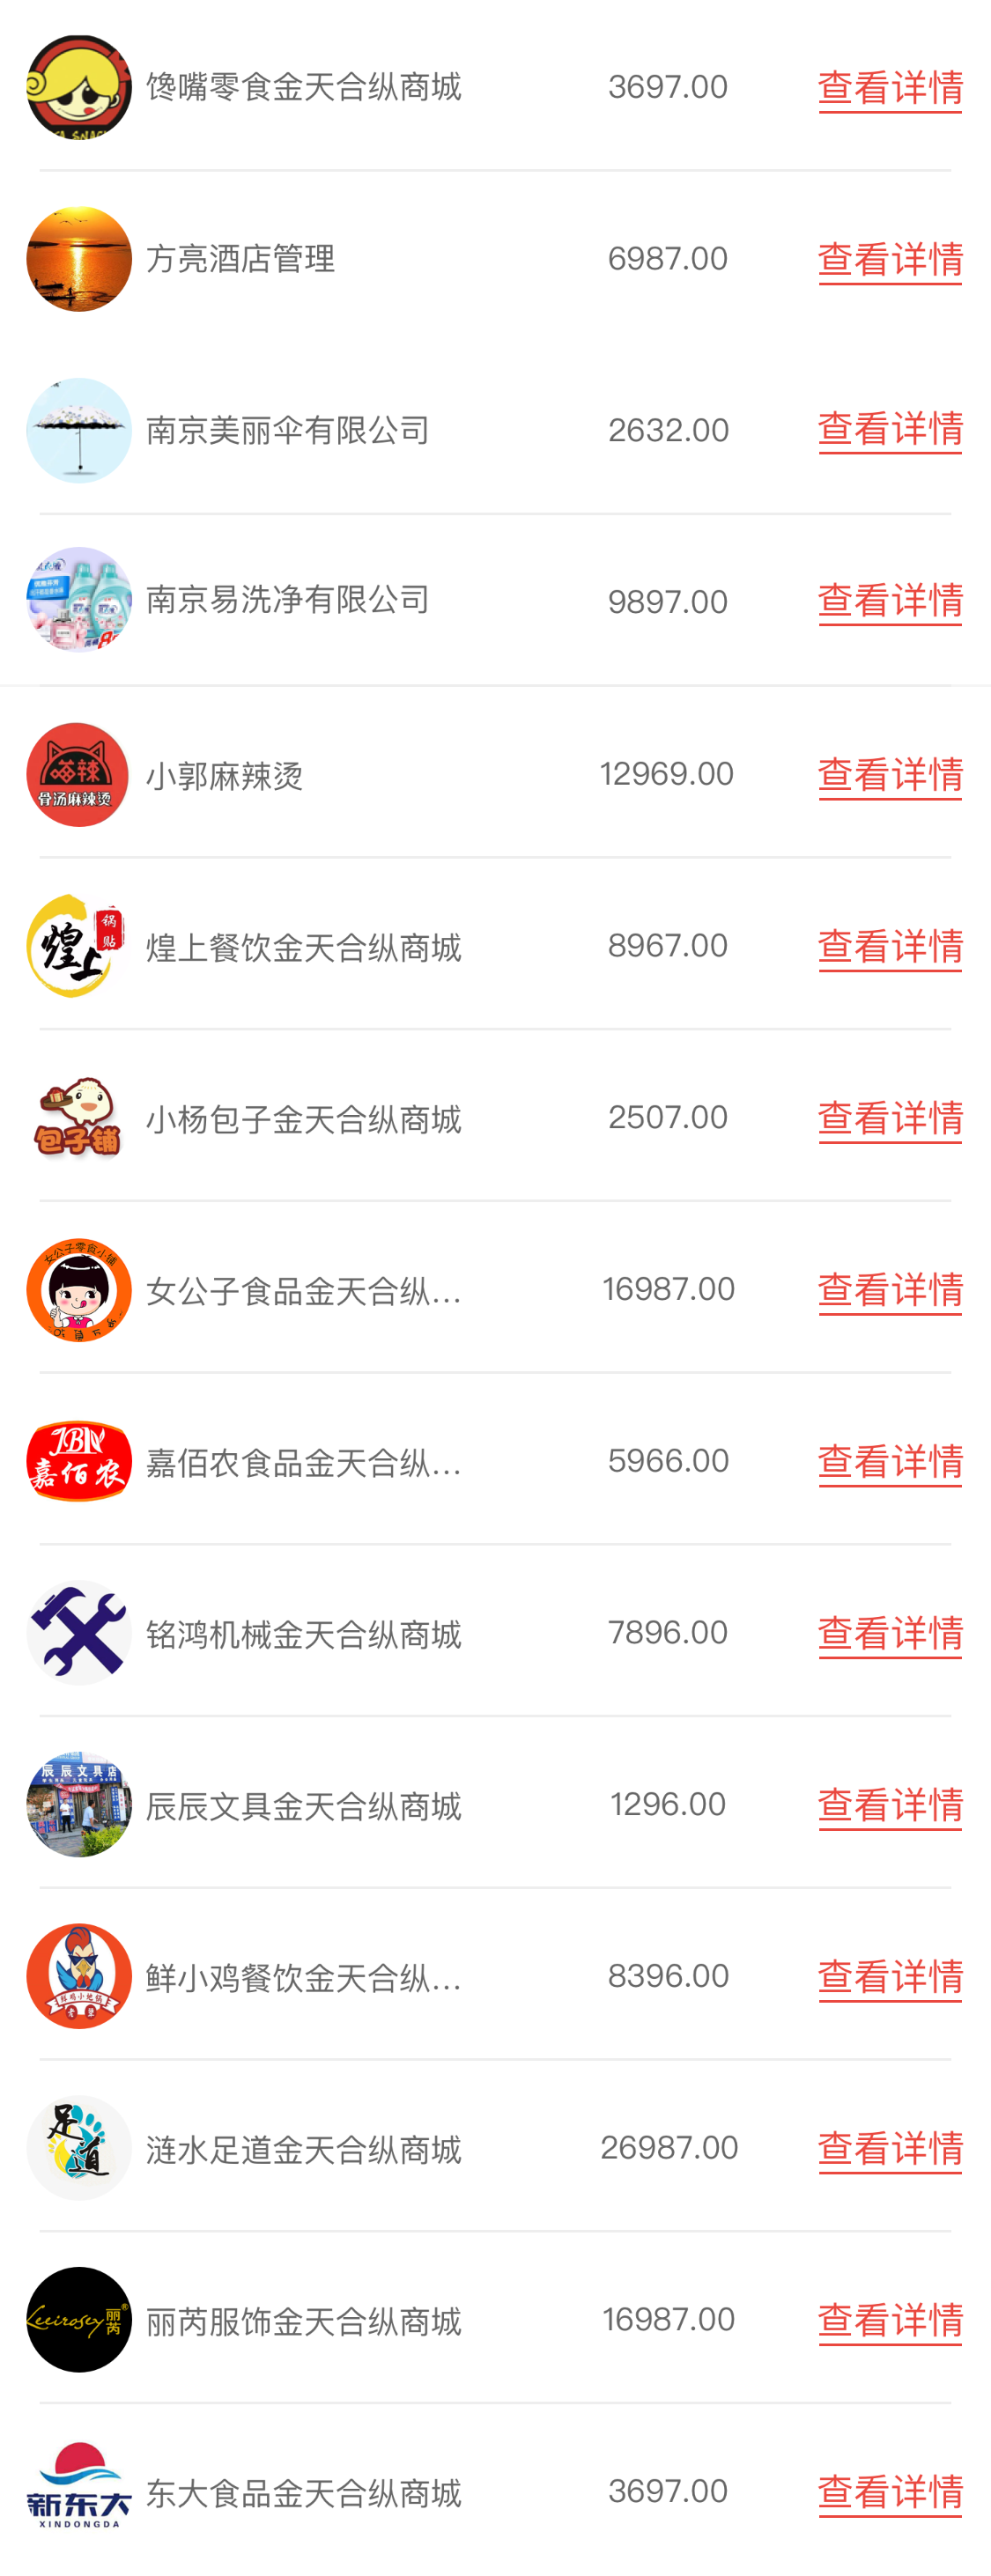 馋嘴零食金天合纵商城 3697.00 查看详情
方亮酒店管理 6987.00 查看详情
南京美丽伞有限公司 2632.00 查看详情
南京易洗净有限公司 9897.00 查看详情
喵辣
骨汤麻辣烫
小郭麻辣烫 12969.00 查看详情
锅贴
煌上
煌上餐饮金天合纵商城 8967.00 查看详情
包子铺
小杨包子金天合纵商城 2507.00 查看详情
女公子零食小铺
女公子食品金天合纵... 16987.00 查看详情
JBN
嘉佰农
嘉佰农食品金天合纵... 5966.00 查看详情
铭鸿机械金天合纵商城 7896.00 查看详情
辰辰文具店
辰辰文具金天合纵商城 1296.00 查看详情
鲜小鸡餐饮金天合纵... 8396.00 查看详情
足道
涟水足道金天合纵商城 26987.00 查看详情
丽芮
丽芮服饰金天合纵商城 16987.00 查看详情
新东大
XINDONGDA
东大食品金天合纵商城 3697.00 查看详情